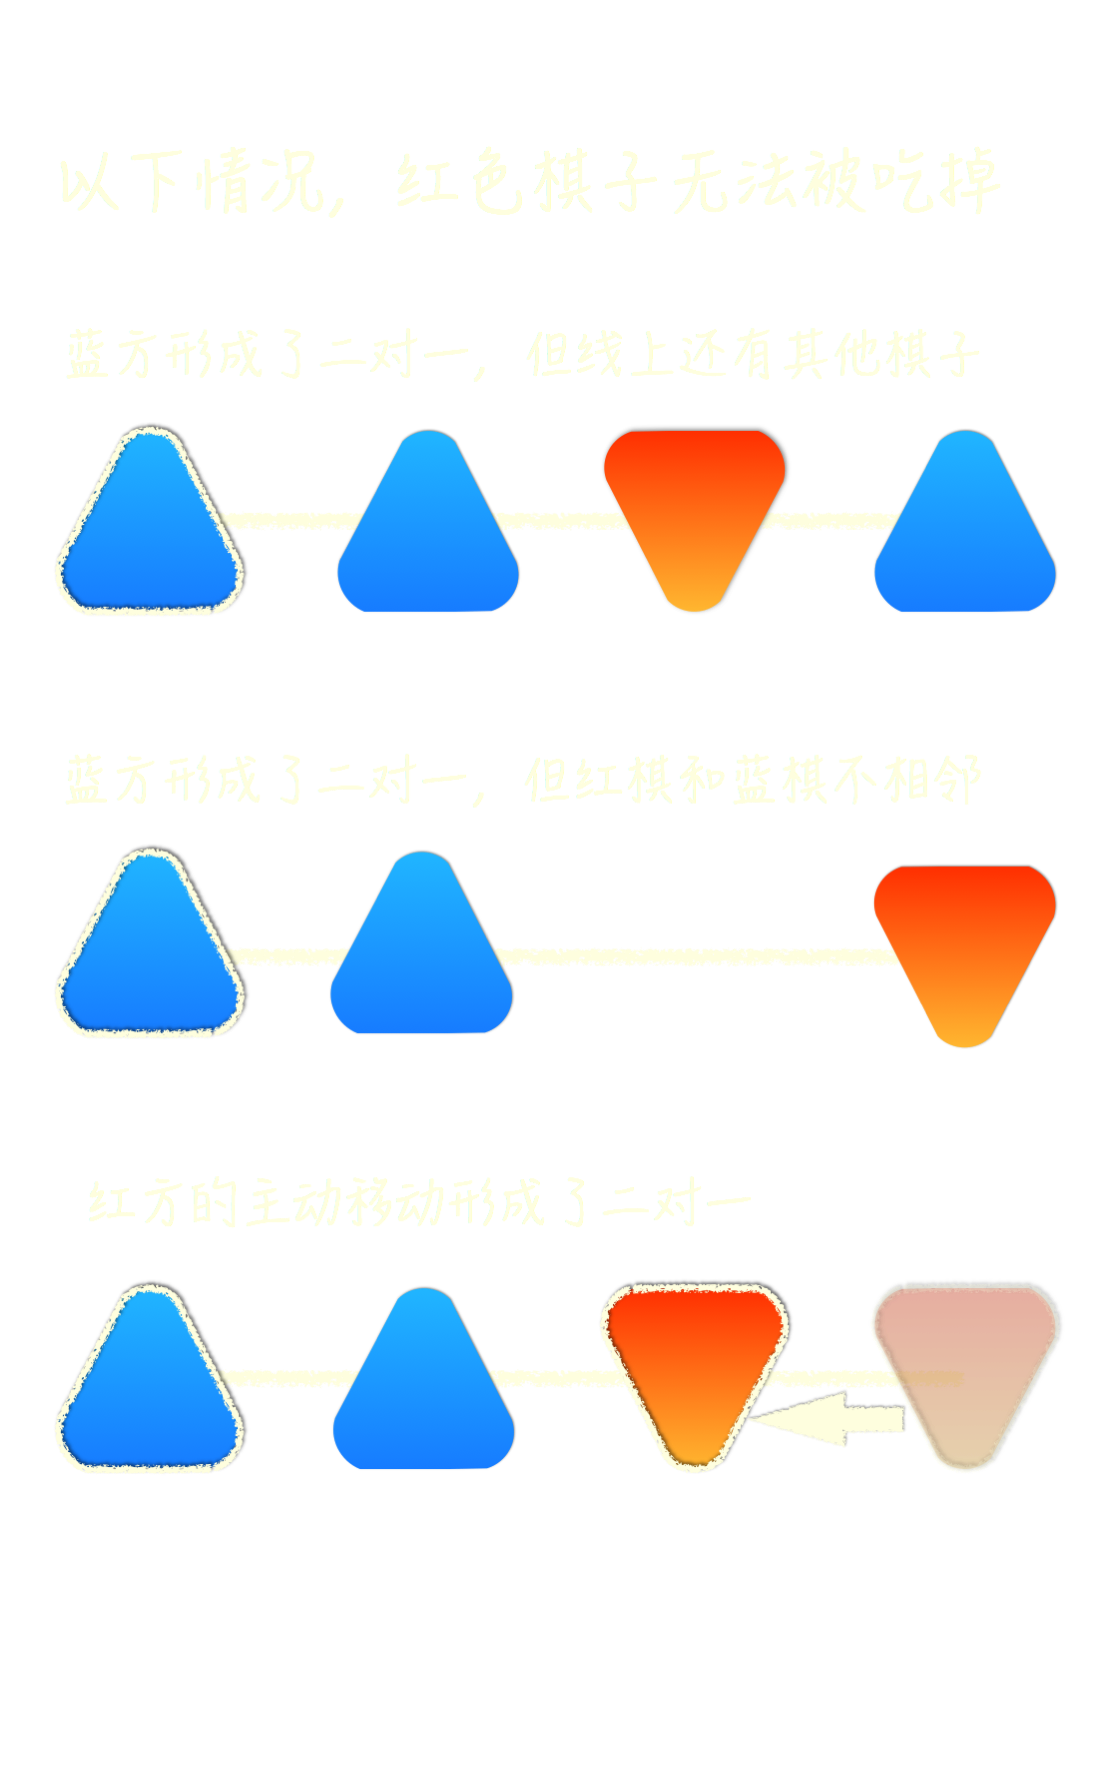 以下情况，红色棋子无法被吃掉
蓝方形成了二对一，但线上还有其他棋子
蓝方形成了二对一，但红棋和蓝棋不相邻
红方的主动移动形成了二对一